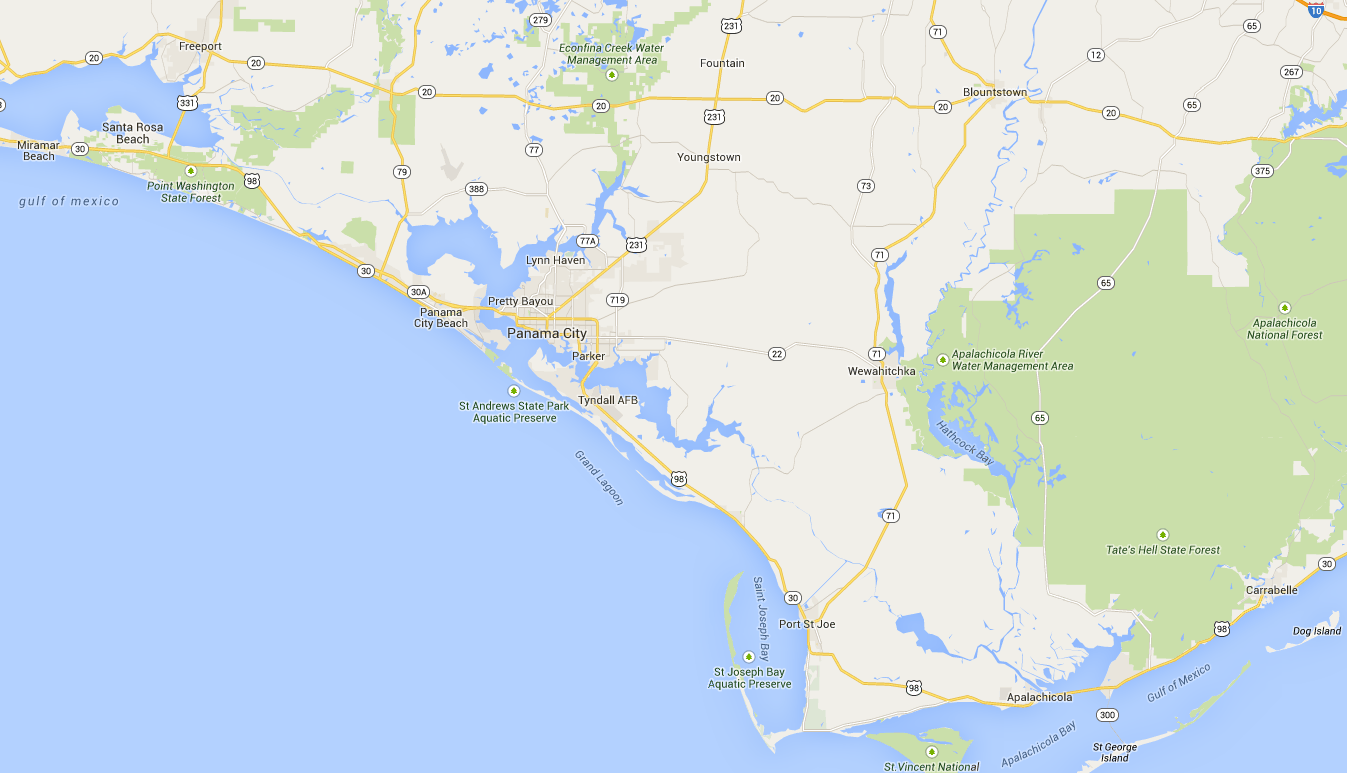 279
231
71
65
10
Freeport
Econfina Creek Water
Management Area
20
20
Fountain
12
267
331
20
20
20
20
Blountstown
20
65
231
Santa Rosa
Beach
Miramar
Beach
30
77
Youngstown
Point Washington
State Forest
98
79
388
73
375
gulf of mexico
77A
231
Lynn Haven
71
30
30A
Pretty Bayou
719
65
Panama
City Beach
Panama City
Apalachicola
National Forest
Parker
22
71
Apalachicola River
Water Management Area
Wewahitchka
St Andrews State Park
Aquatic Preserve
Tyndall AFB
65
Hathcock Bay
Grand Lagoon
98
71
Tate's Hell State Forest
30
Saint Joseph Bay
30
Carrabelle
Port St Joe
98
Dog Island
St Joseph Bay
Aquatic Preserve
98
Apalachicola
Gulf of Mexico
300
Apalachicola Bay
St George
Island
St.Vincent National